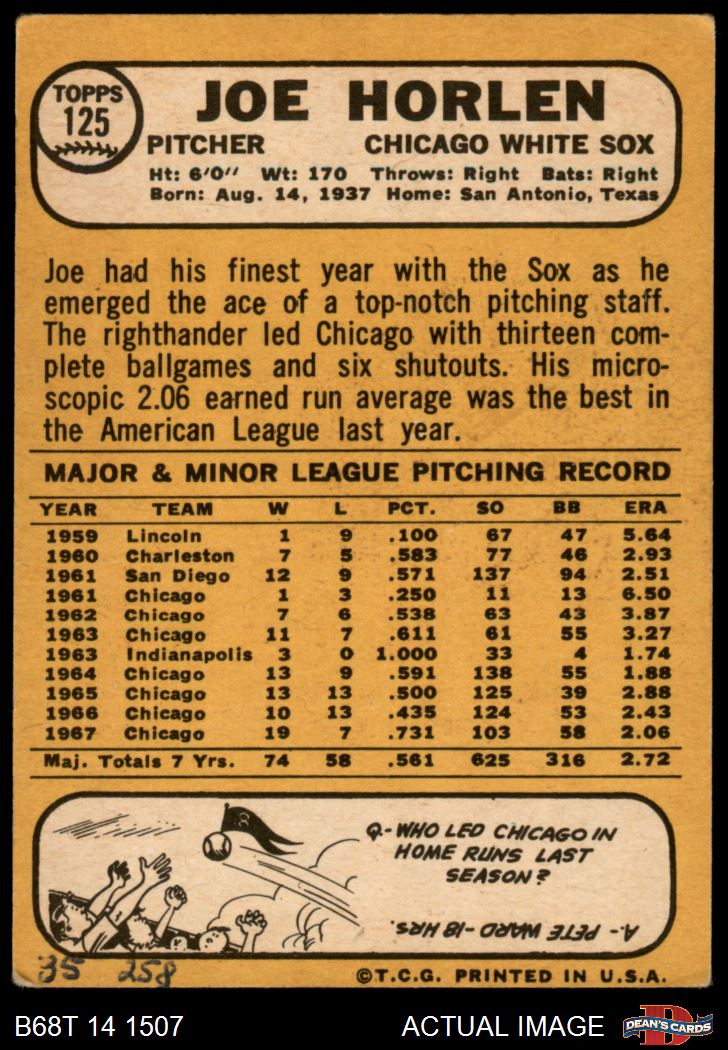 TOPPS
125
JOE HORLEN
PITCHER CHICAGO WHITE SOX
Ht: 6'0" Wt: 170 Throws: Right Bats: Right
Born: Aug. 14, 1937 Home: San Antonio, Texas
Joe had his finest year with the Sox as he
emerged the ace of a top-notch pitching staff.
The righthander led Chicago with thirteen com-
plete ballgames and six shutouts. His micro-
scopic 2.06 earned run average was the best in
the American League last year.
MAJOR & MINOR LEAGUE PITCHING RECORD
YEAR TEAM W L PCT. SO BB ERA
1959 Lincoln 1 9 .100 67 47 5.64
1960 Charleston 7 5 .583 77 46 2.93
1961 San Diego 12 9 .571 137 94 2.51
1961 Chicago 1 3 .250 11 13 6.50
1962 Chicago 7 6 .538 63 43 3.87
1963 Chicago 11 7 .611 61 55 3.27
1963 Indianapolis 3 0 1.000 33 4 1.74
1964 Chicago 13 9 .591 138 55 1.88
1965 Chicago 13 13 .500 125 39 2.88
1966 Chicago 10 13 .435 124 53 2.43
1967 Chicago 19 7 .731 103 58 2.06
Maj. Totals 7 Yrs. 74 58 .561 625 316 2.72
8
Q.- WHO LED CHICAGO IN
HOME RUNS LAST
SEASON?
A.- PETE WARD-18 HRS.
35 258
©T.C.G. PRINTED IN U.S.A.
B68T 14 1507 ACTUAL IMAGE
D
DEAN'S CARDS